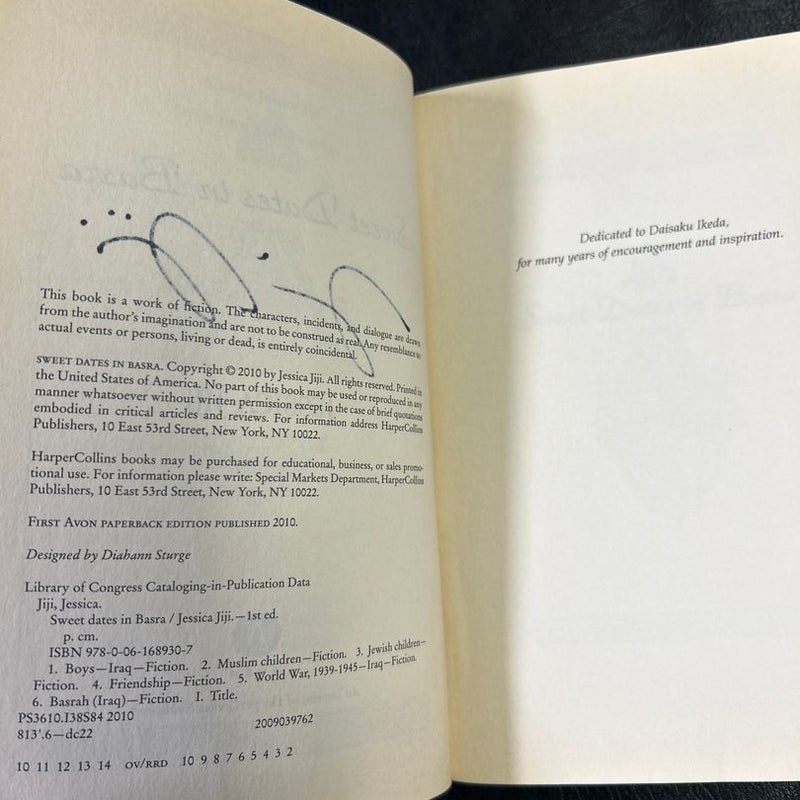 This book is a work of fiction. The characters, incidents, and dialogue are drawn
from the author's imagination and are not to be construed as real. Any resemblance to
actual events or persons, living or dead, is entirely coincidental.
SWEET DATES IN BASRA. Copyright © 2010 by Jessica Jiji. All rights reserved. Printed in
the United States of America. No part of this book may be used or reproduced in any
manner whatsoever without written permission except in the case of brief quotations
embodied in critical articles and reviews. For information address HarperCollins
Publishers, 10 East 53rd Street, New York, NY 10022.
HarperCollins books may be purchased for educational, business, or sales promo-
tional use. For information please write: Special Markets Department, HarperCollins
Publishers, 10 East 53rd Street, New York, NY 10022.
FIRST AVON PAPERBACK EDITION PUBLISHED 2010.
Designed by Diahann Sturge
Library of Congress Cataloging-in-Publication Data
Jiji, Jessica.
Sweet dates in Basra / Jessica Jiji.—1st ed.
p. cm.
ISBN 978-0-06-168930-7
1. Boys—Iraq—Fiction. 2. Muslim children—Fiction. 3. Jewish children—
Fiction. 4. Friendship—Fiction. 5. World War, 1939-1945—Iraq—Fiction.
6. Basrah (Iraq)—Fiction. I. Title.
PS3610.I38S84 2010
813'.6—dc22 2009039762
10 11 12 13 14 OV/RRD 10 9 8 7 6 5 4 3 2
Dedicated to Daisaku Ikeda,
for many years of encouragement and inspiration.